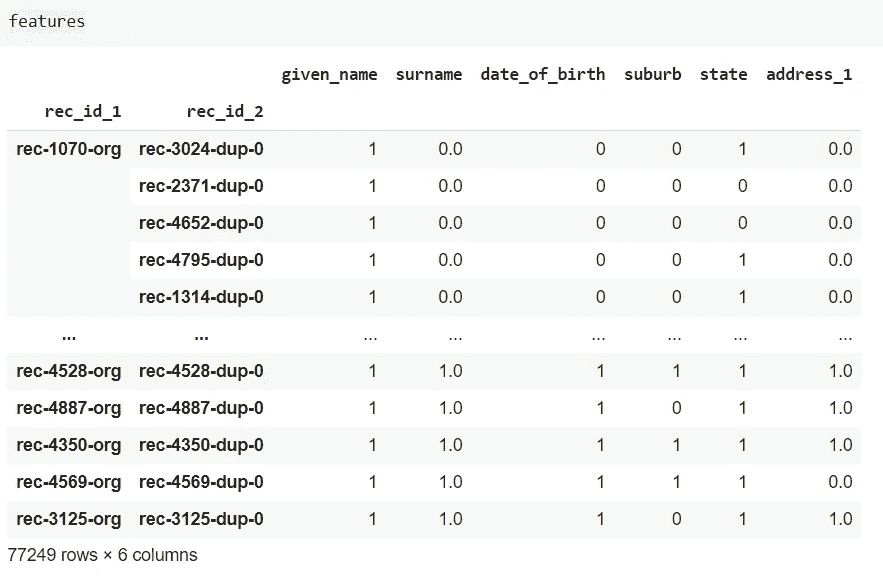 features
given_name surname date_of_birth suburb state address_1
rec_id_1 rec_id_2
rec-1070-org rec-3024-dup-0 1 0.0 0 0 1 0.0
rec-2371-dup-0 1 0.0 0 0 0 0.0
rec-4652-dup-0 1 0.0 0 0 0 0.0
rec-4795-dup-0 1 0.0 0 0 1 0.0
rec-1314-dup-0 1 0.0 0 0 1 0.0
... ... ... ... ... ... ... ...
rec-4528-org rec-4528-dup-0 1 1.0 1 1 1 1.0
rec-4887-org rec-4887-dup-0 1 1.0 1 0 1 1.0
rec-4350-org rec-4350-dup-0 1 1.0 1 1 1 1.0
rec-4569-org rec-4569-dup-0 1 1.0 1 1 1 0.0
rec-3125-org rec-3125-dup-0 1 1.0 1 0 1 1.0
77249 rows × 6 columns